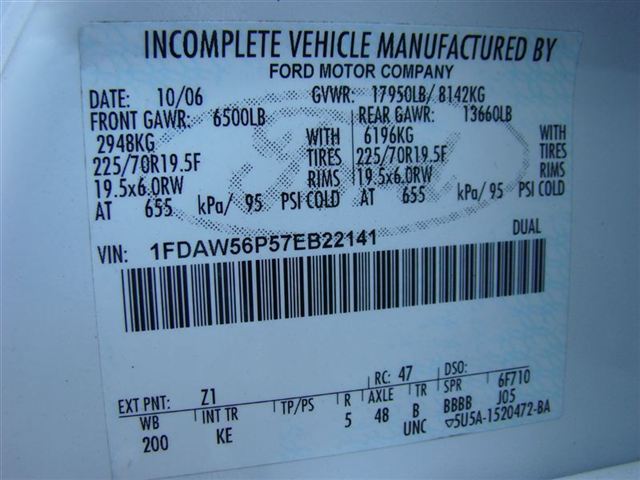 INCOMPLETE VEHICLE MANUFACTURED BY
FORD MOTOR COMPANY
DATE: 10/06 GVWR: 17950LB/ 8142KG
FRONT GAWR: 6500LB REAR GAWR: 13660LB
2948KG WITH 6196KG WITH
225/70R19.5F TIRES 225/70R19.5F TIRES
19.5x6.0RW RIMS 19.5x6.0RW RIMS
AT 655 kPa/ 95 PSI COLD AT 655 kPa/ 95 PSI COLD
VIN: 1FDAW56P57EB22141 DUAL
EXT PNT: Z1 RC: 47 DSO:
WB INT TR TP/PS R AXLE TR SPR 6F710
200 KE 5 48 B BBBB J05
UNC ▽5U5A-1520472-BA